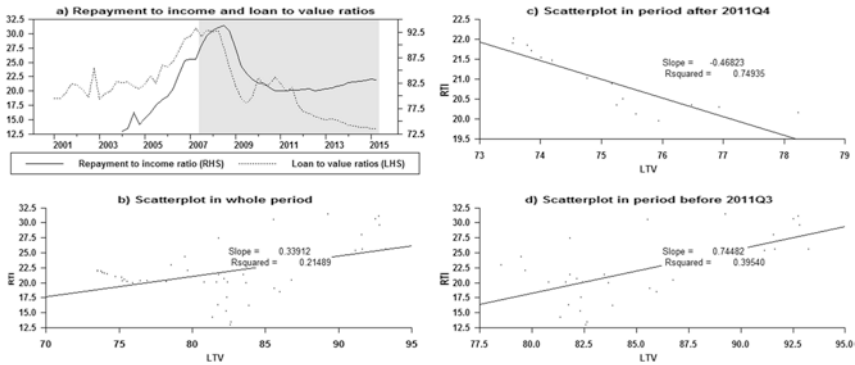 a) Repayment to income and loan to value ratios
32.5
30.0
27.5
25.0
22.5
20.0
17.5
15.0
12.5
92.5
87.5
82.5
77.5
72.5
2001 2003 2005 2007 2009 2011 2013 2015
Repayment to income ratio (RHS) Loan to value ratios (LHS)
c) Scatterplot in period after 2011Q4
RTI
22.5
22.0
21.5
21.0
20.5
20.0
19.5
Slope = -0.46823
Rsquared = 0.74935
73 74 75 76 77 78 79
LTV
b) Scatterplot in whole period
RTI
32.5
30.0
27.5
25.0
22.5
20.0
17.5
15.0
12.5
Slope = 0.33912
Rsquared = 0.21489
70 75 80 85 90 95
LTV
d) Scatterplot in period before 2011Q3
RTI
32.5
30.0
27.5
25.0
22.5
20.0
17.5
15.0
12.5
Slope = 0.74482
Rsquared = 0.39540
77.5 80.0 82.5 85.0 87.5 90.0 92.5 95.0
LTV